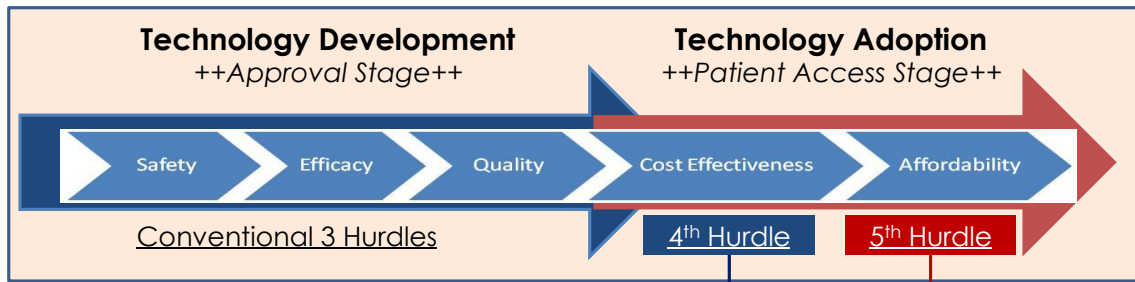 Technology Development
++Approval Stage++
Technology Adoption
++Patient Access Stage++
Safety
Efficacy
Quality
Cost Effectiveness
Affordability
Conventional 3 Hurdles
4th Hurdle
5th Hurdle